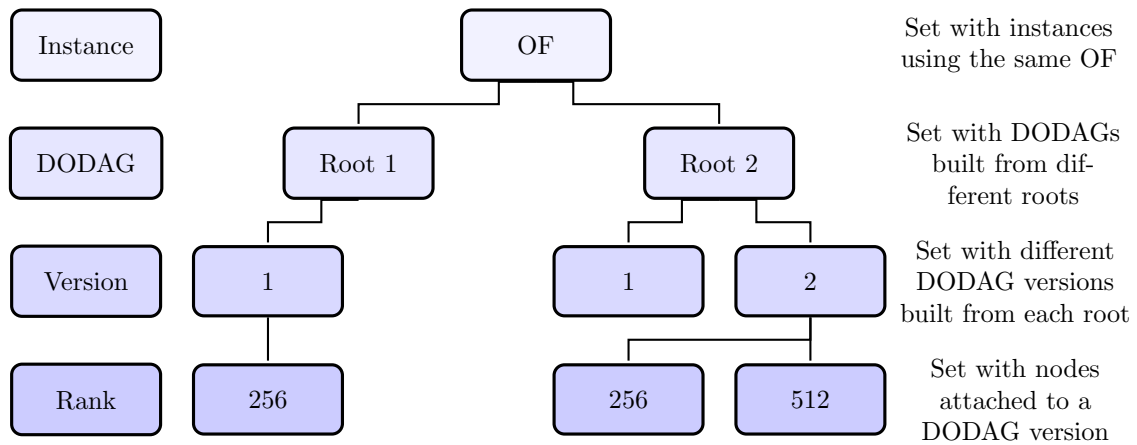 Instance
OF
Set with instances
using the same OF
DODAG
Root 1
Root 2
Set with DODAGs
built from dif-
ferent roots
Version
1
1
2
Set with different
DODAG versions
built from each root
Rank
256
256
512
Set with nodes
attached to a
DODAG version